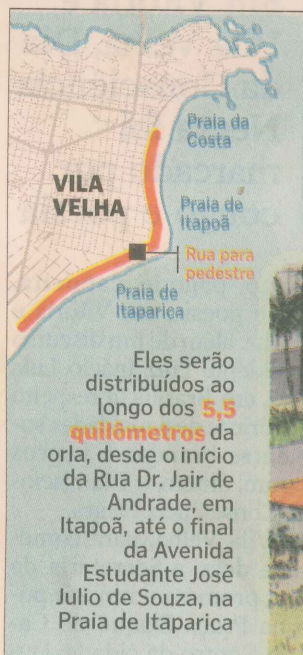 Praia da
Costa
VILA
VELHA
Praia de
Itapoã
Rua para
pedestre
Praia de
Itaparica
Eles serão
distribuídos ao
longo dos 5,5
quilômetros da
orla, desde o início
da Rua Dr. Jair de
Andrade, em
Itapoã, até o final
da Avenida
Estudante José
Julio de Souza, na
Praia de Itaparica